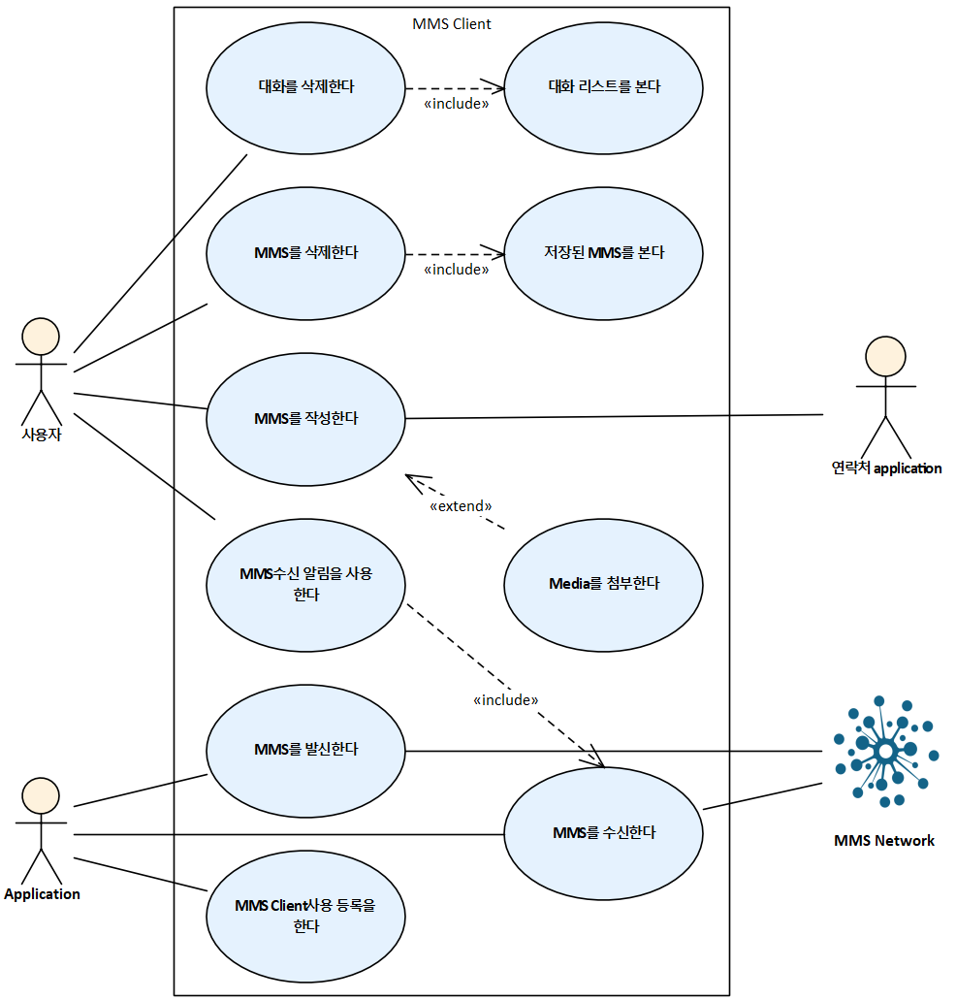 MMS Client
대화를 삭제한다
«include»
대화 리스트를 본다
MMS를 삭제한다
«include»
저장된 MMS를 본다
사용자
MMS를 작성한다
연락처 application
«extend»
MMS수신 알림을 사용
한다
Media를 첨부한다
«include»
MMS를 발신한다
MMS를 수신한다
MMS Network
Application
MMS Client사용 등록을
한다